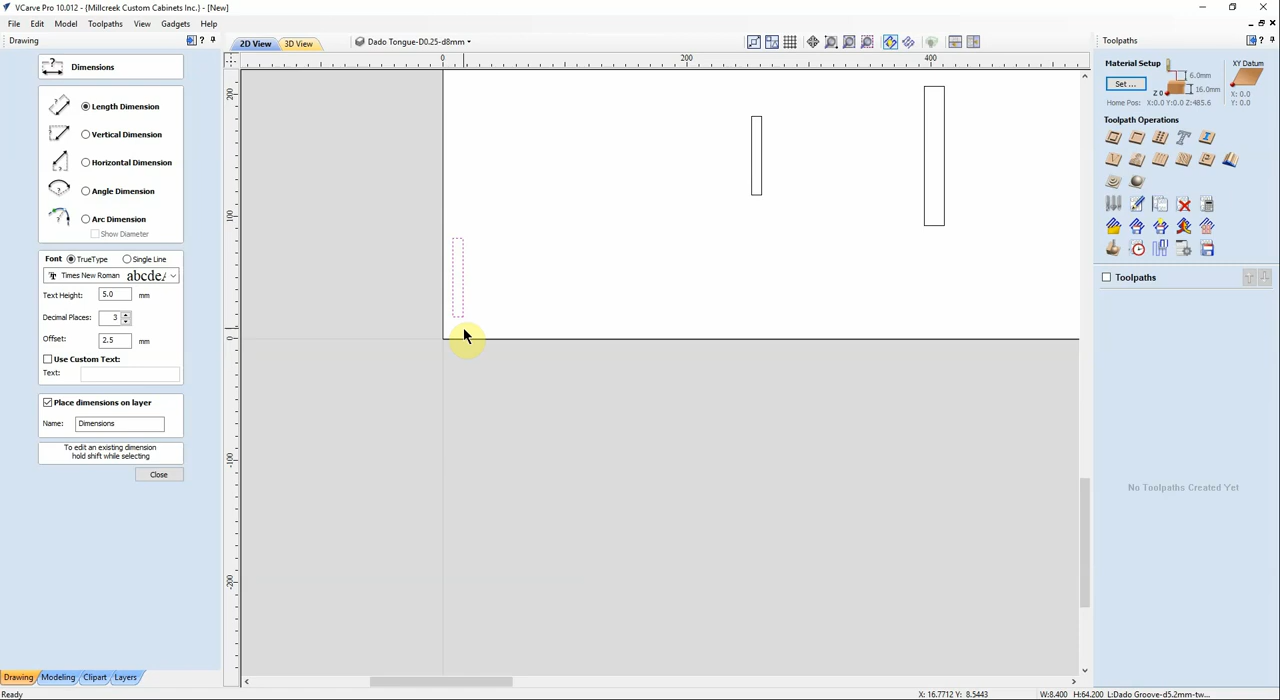 VCarve Pro 10.012 - {Millcreek Custom Cabinets Inc.} - [New]
File Edit Model Toolpaths View Gadgets Help
Drawing
2D View 3D View Dado Tongue-D0.25-d8mm
Toolpaths
Dimensions
Length Dimension
Vertical Dimension
Horizontal Dimension
Angle Dimension
Arc Dimension
Show Diameter
Font TrueType Single Line
Times New Roman abcde
Text Height: 5.0 mm
Decimal Places: 3
Offset: 2.5 mm
Use Custom Text:
Text:
Place dimensions on layer
Name: Dimensions
To edit an existing dimension
hold shift while selecting
Close
0 200 400
200
100
0
-100
-200
Material Setup
Set ...
6.0mm
Z 0
16.0mm
XY Datum
X: 0.0
Y: 0.0
Home Pos: X:0.0 Y:0.0 Z:485.6
Toolpath Operations
Toolpaths
No Toolpaths Created Yet
Drawing Modeling Clipart Layers
Ready
X: 16.7712 Y: 8.5443
W:8.400 H:64.200 L:Dado Groove-d5.2mm-tw...